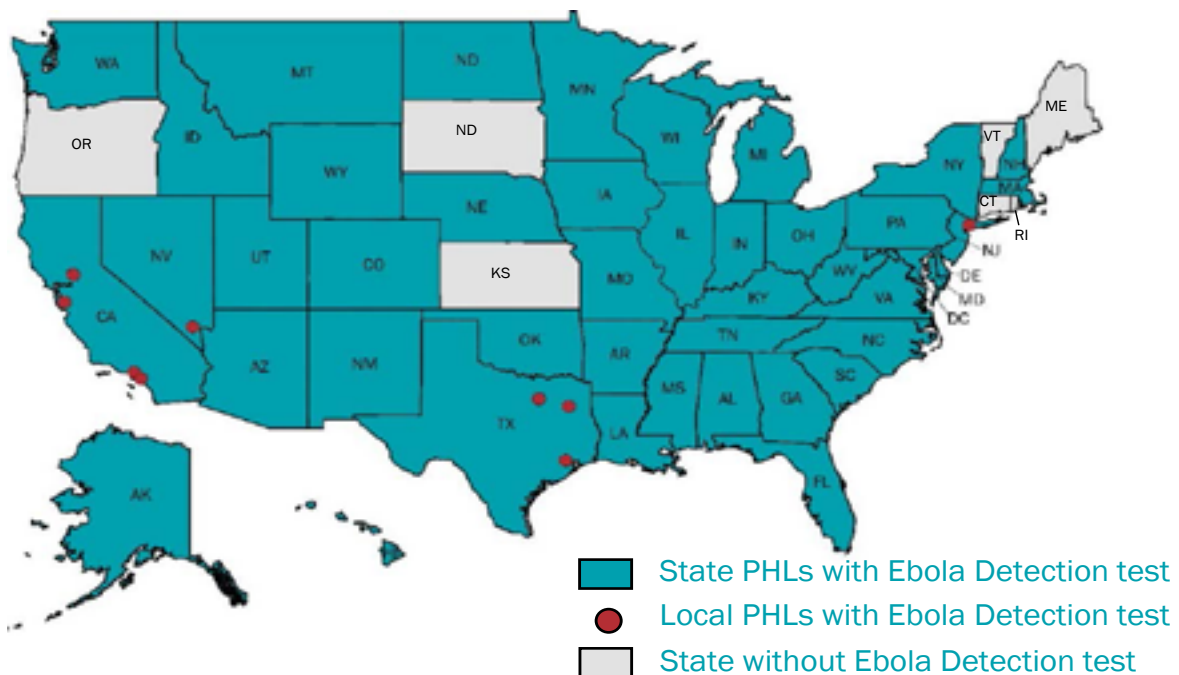 WA
MT
ND
MN
OR
ID
ND
WI
MI
NY
VT
NH
ME
MA
CT
RI
WY
IA
NE
PA
NJ
NV
UT
CO
KS
MO
IL
IN
OH
WV
DE
MD
DC
VA
KY
CA
AZ
NM
OK
AR
TN
NC
SC
MS
AL
GA
TX
LA
FL
AK
State PHLs with Ebola Detection test
Local PHLs with Ebola Detection test
State without Ebola Detection test